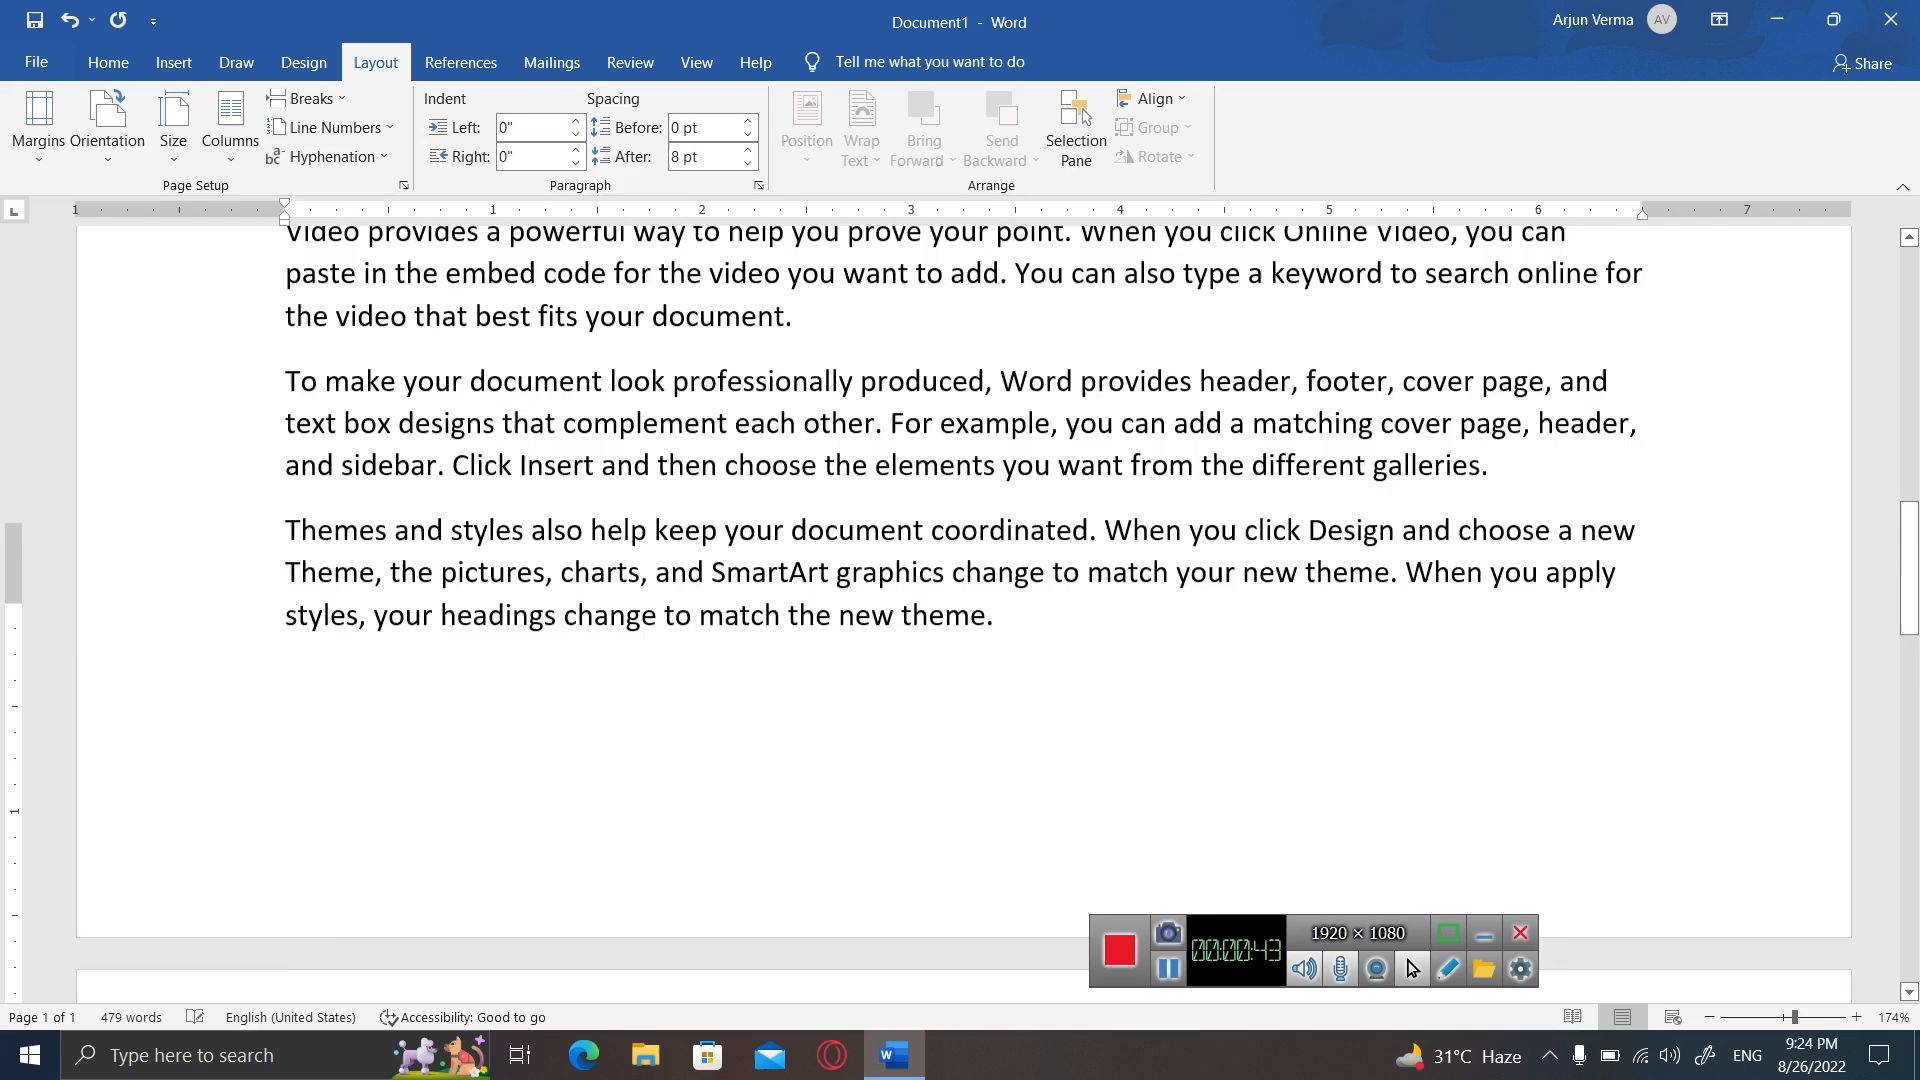 Document1 - Word
Arjun Verma AV
File Home Insert Draw Design Layout References Mailings Review View Help Tell me what you want to do Share
Margins Orientation Size Columns
Breaks
Line Numbers
Hyphenation
Page Setup
Indent Spacing
Left: 0" Before: 0 pt
Right: 0" After: 8 pt
Paragraph
Position Wrap Text Bring Forward Send Backward Selection Pane
Align
Group
Rotate
Arrange
1 1 2 3 4 5 6 7
Video provides a powerful way to help you prove your point. When you click Online Video, you can
paste in the embed code for the video you want to add. You can also type a keyword to search online for
the video that best fits your document.
To make your document look professionally produced, Word provides header, footer, cover page, and
text box designs that complement each other. For example, you can add a matching cover page, header,
and sidebar. Click Insert and then choose the elements you want from the different galleries.
Themes and styles also help keep your document coordinated. When you click Design and choose a new
Theme, the pictures, charts, and SmartArt graphics change to match your new theme. When you apply
styles, your headings change to match the new theme.
1
1920 × 1080
00:00:43
Page 1 of 1 479 words English (United States) Accessibility: Good to go 174%
Type here to search
31°C Haze ENG
9:24 PM
8/26/2022